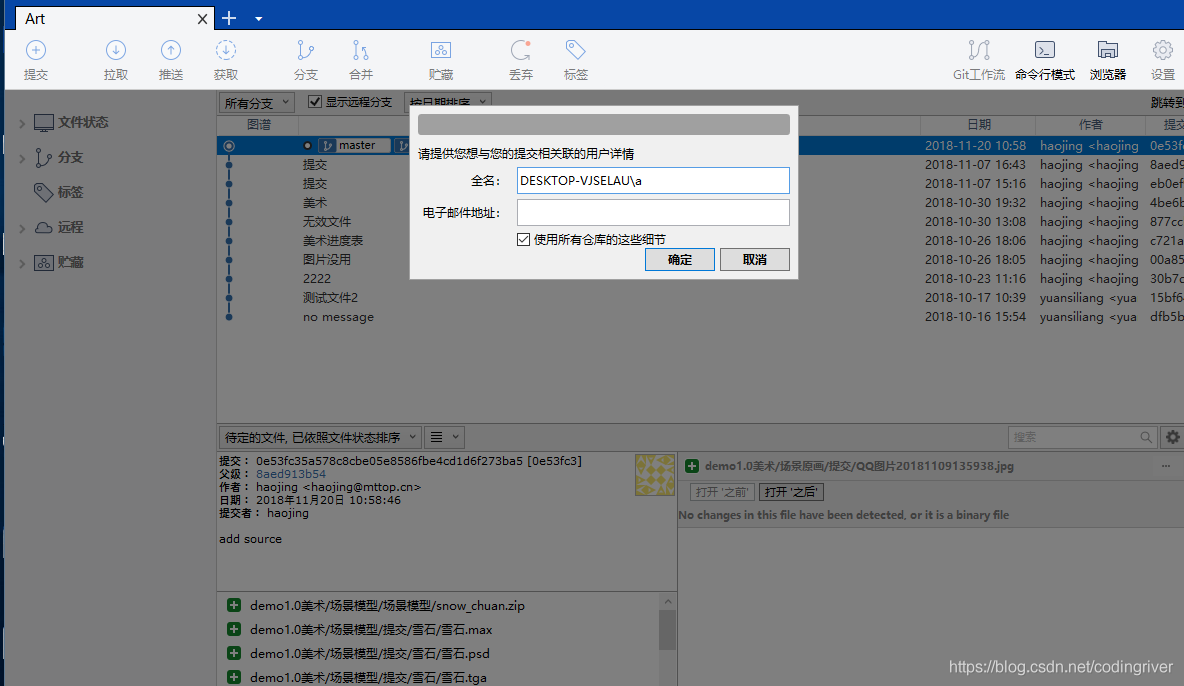 Art
提交
拉取
推送
获取
分支
合并
贮藏
丢弃
标签
Git工作流
命令行模式
浏览器
设置
文件状态
分支
标签
远程
贮藏
所有分支
显示远程分支
按日期排序
跳转到
图谱
日期
作者
提交
master
2018-11-20 10:58 haojing <haojing 0e53fc
提交 2018-11-07 16:43 haojing <haojing 8aed9
提交 2018-11-07 15:16 haojing <haojing eb0ef
美术 2018-10-30 19:32 haojing <haojing 4be6b
无效文件 2018-10-30 13:08 haojing <haojing 877cc
美术进度表 2018-10-26 18:06 haojing <haojing c721a
图片没用 2018-10-26 18:05 haojing <haojing 00a85
2222 2018-10-23 11:16 haojing <haojing 30b7c
测试文件2 2018-10-17 10:39 yuansiliang <yua 15bf6
no message 2018-10-16 15:54 yuansiliang <yua dfb5b
请提供您想与您的提交相关联的用户详情
全名: DESKTOP-VJSELAU\a
电子邮件地址:
使用所有仓库的这些细节
确定
取消
待定的文件, 已依照文件状态排序
搜索
提交: 0e53fc35a578c8cbe05e8586fbe4cd1d6f273ba5 [0e53fc3]
父级: 8aed913b54
作者: haojing <haojing@mttop.cn>
日期: 2018年11月20日 10:58:46
提交者: haojing
add source
demo1.0美术/场景模型/场景模型/snow_chuan.zip
demo1.0美术/场景模型/提交/雪石/雪石.max
demo1.0美术/场景模型/提交/雪石/雪石.psd
demo1.0美术/场景模型/提交/雪石/雪石.tga
demo1.0美术/场景原画/提交/QQ图片20181109135938.jpg
打开 '之前'
打开 '之后'
No changes in this file have been detected, or it is a binary file
https://blog.csdn.net/codingriver